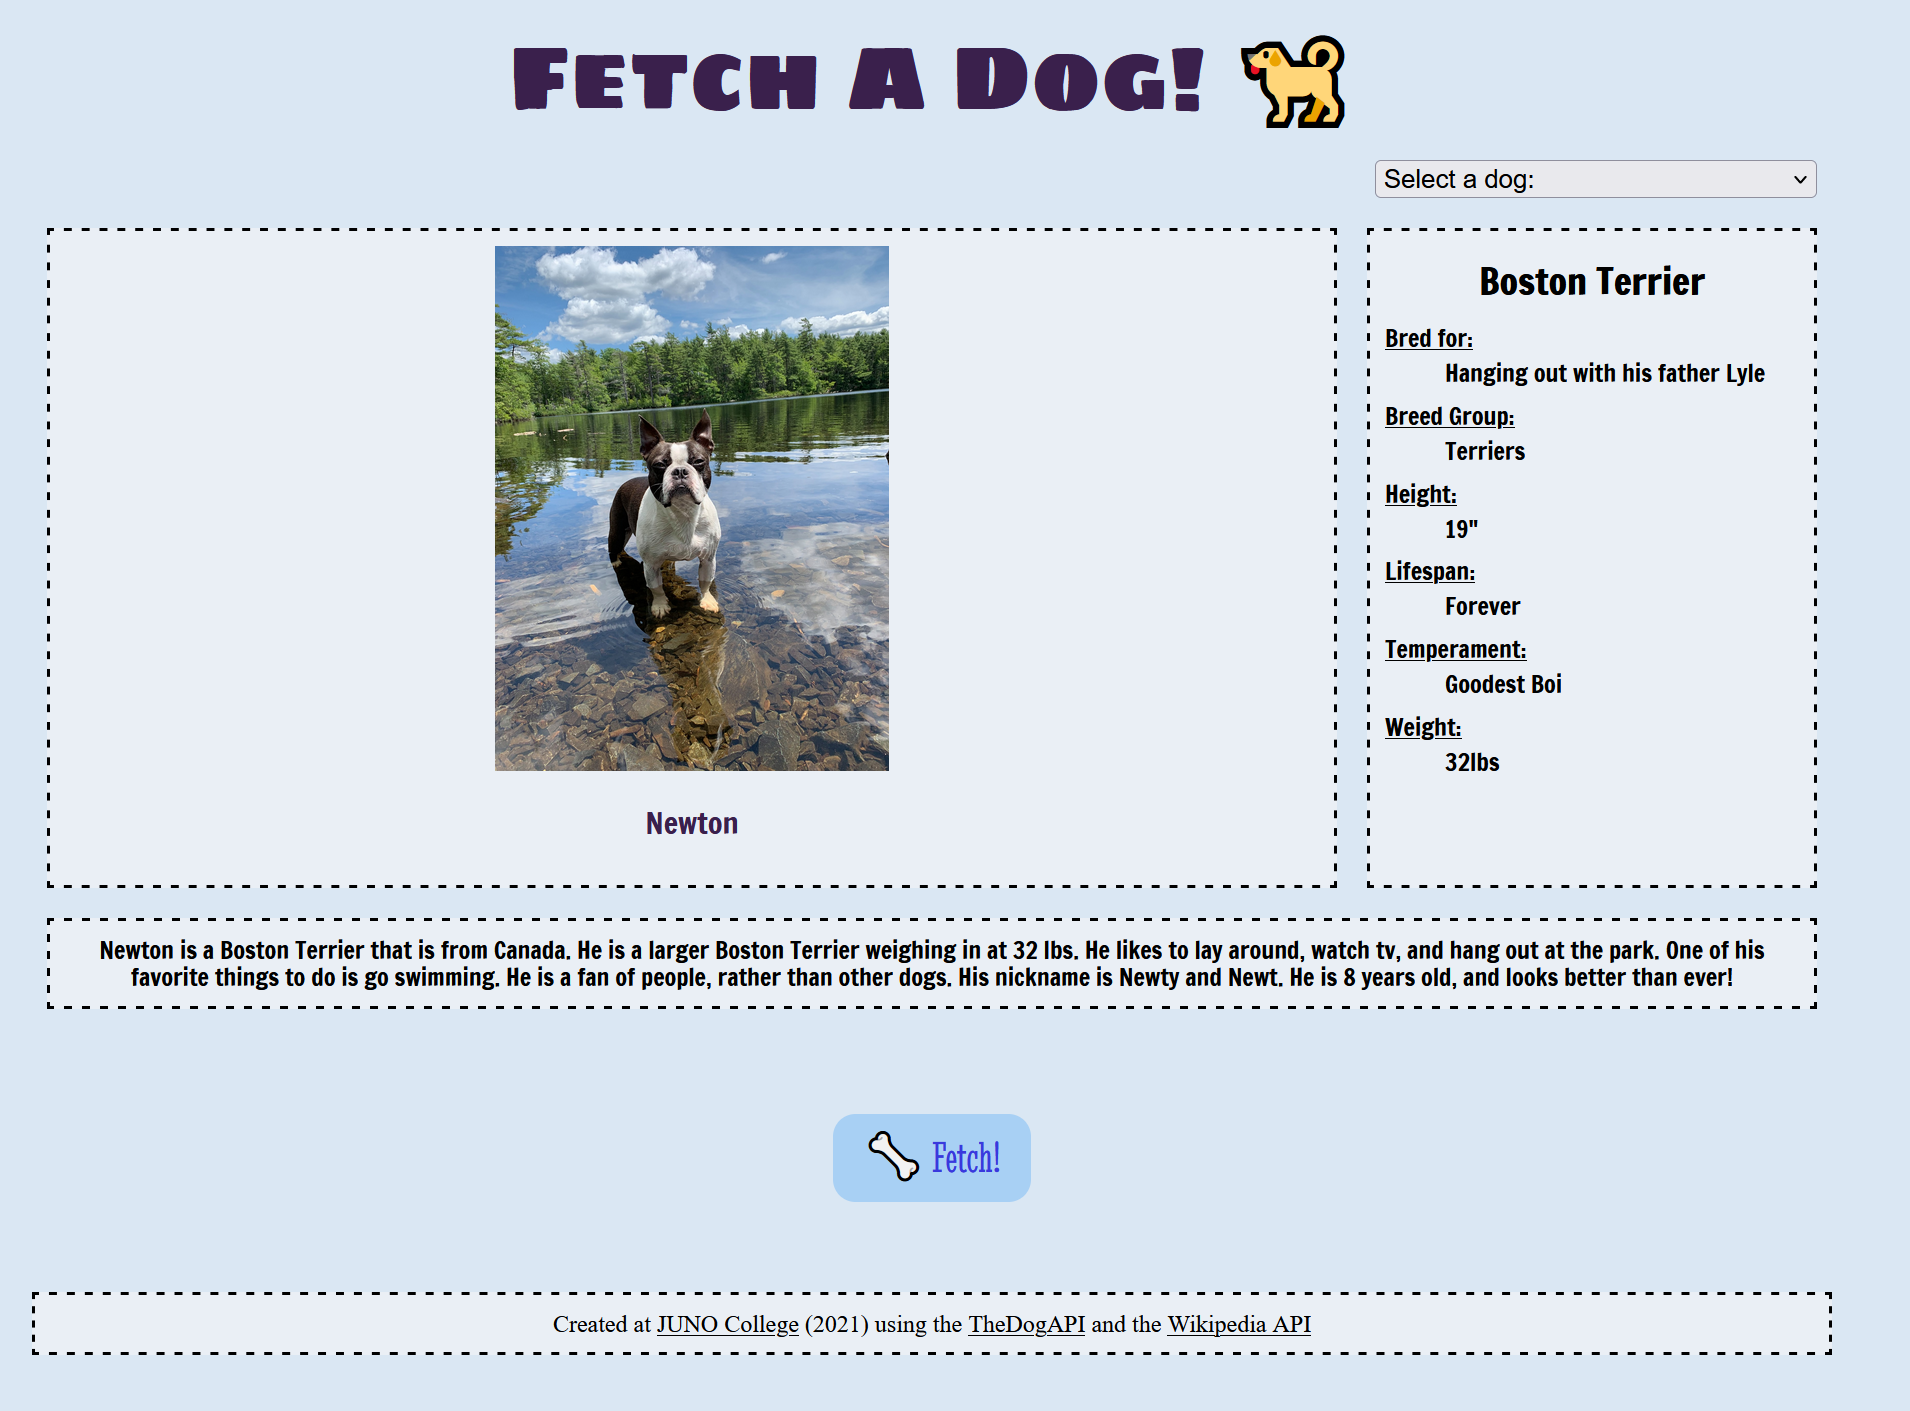 Fetch A Dog!
Select a dog:
Newton
Boston Terrier
Bred for:
Hanging out with his father Lyle
Breed Group:
Terriers
Height:
19"
Lifespan:
Forever
Temperament:
Goodest Boi
Weight:
32lbs
Newton is a Boston Terrier that is from Canada. He is a larger Boston Terrier weighing in at 32 lbs. He likes to lay around, watch tv, and hang out at the park. One of his
favorite things to do is go swimming. He is a fan of people, rather than other dogs. His nickname is Newty and Newt. He is 8 years old, and looks better than ever!
Fetch!
Created at JUNO College (2021) using the TheDogAPI and the Wikipedia API